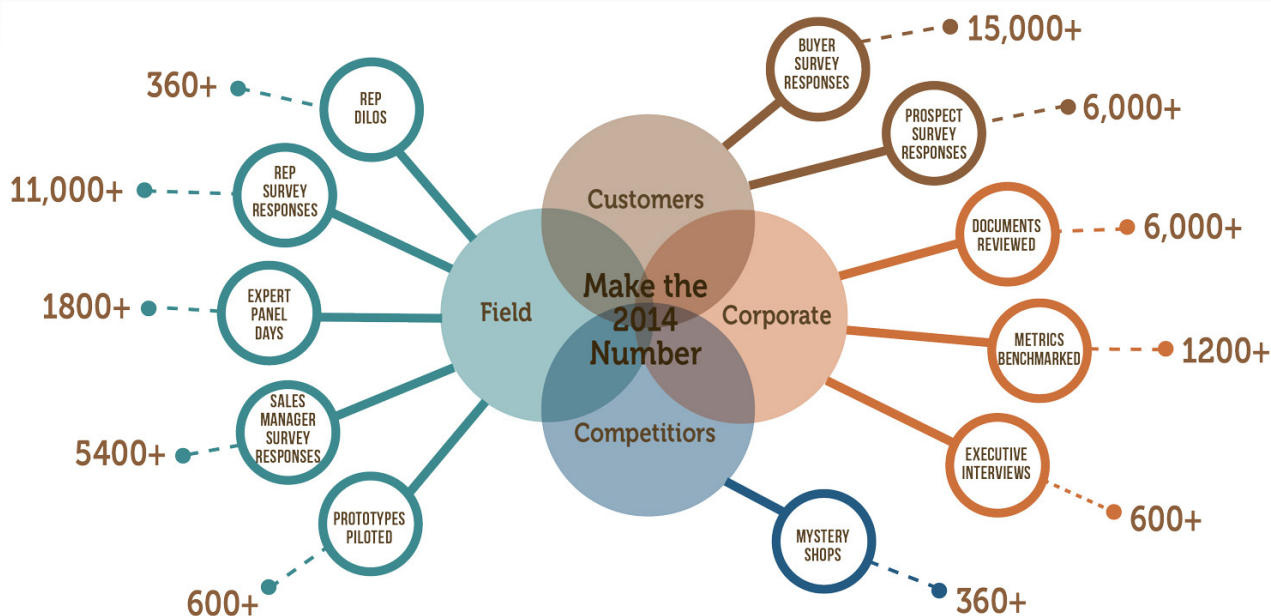 360+
REP
DILOS
11,000+
REP
SURVEY
RESPONSES
1800+
EXPERT
PANEL
DAYS
5400+
SALES
MANAGER
SURVEY
RESPONSES
600+
PROTOTYPES
PILOTED
Customers
Field
Make the
2014
Number
Corporate
Competitiors
BUYER
SURVEY
RESPONSES
15,000+
PROSPECT
SURVEY
RESPONSES
6,000+
DOCUMENTS
REVIEWED
6,000+
METRICS
BENCHMARKED
1200+
EXECUTIVE
INTERVIEWS
600+
MYSTERY
SHOPS
360+